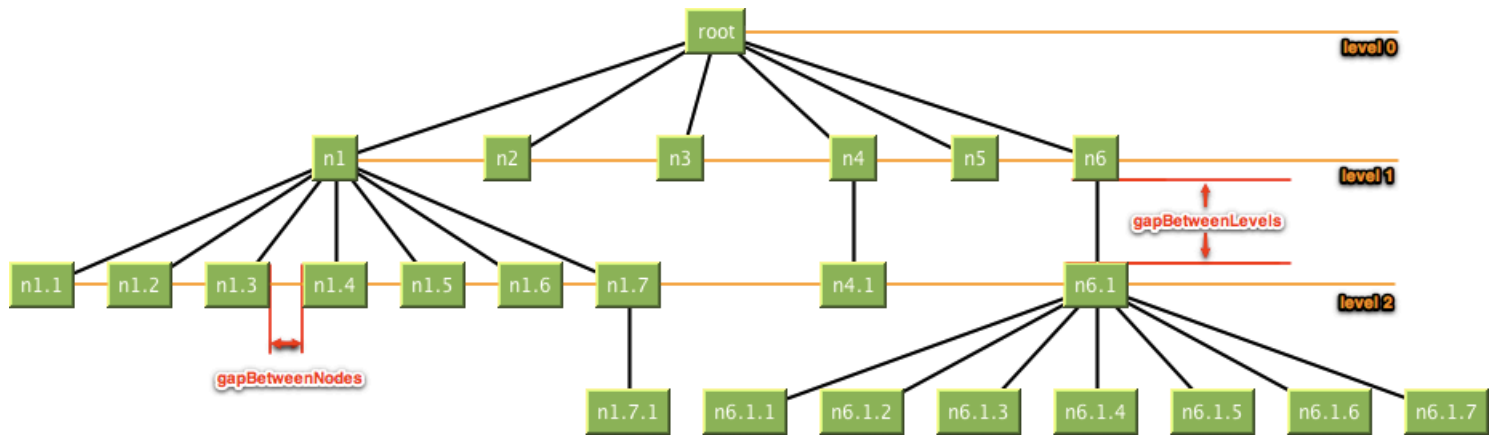 root
level 0
n1 n2 n3 n4 n5 n6
level 1
gapBetweenLevels
n1.1 n1.2 n1.3 n1.4 n1.5 n1.6 n1.7 n4.1 n6.1
level 2
gapBetweenNodes
n1.7.1 n6.1.1 n6.1.2 n6.1.3 n6.1.4 n6.1.5 n6.1.6 n6.1.7